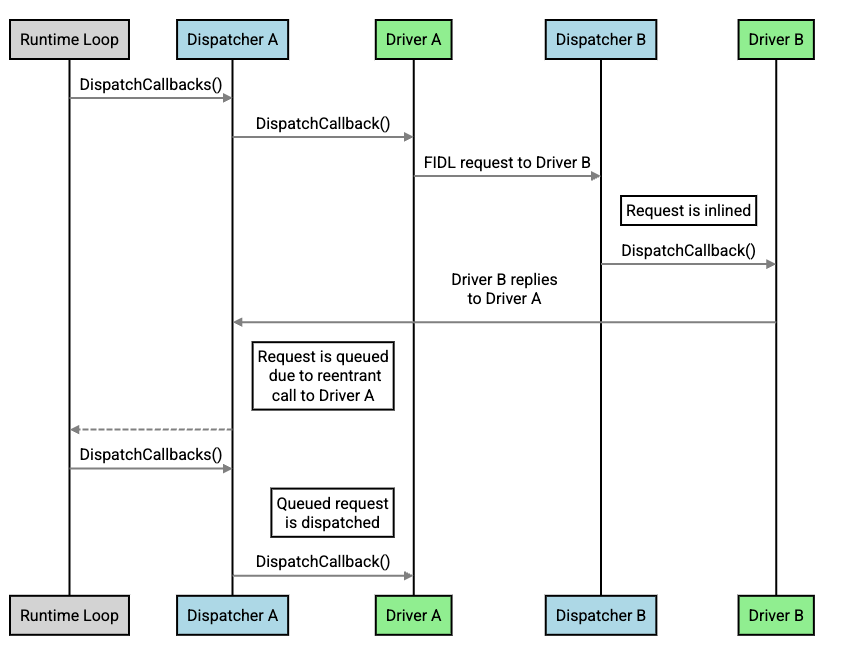 Runtime Loop
Dispatcher A
Driver A
Dispatcher B
Driver B
DispatchCallbacks()
DispatchCallback()
FIDL request to Driver B
Request is inlined
DispatchCallback()
Driver B replies
to Driver A
Request is queued
due to reentrant
call to Driver A
DispatchCallbacks()
Queued request
is dispatched
DispatchCallback()
Runtime Loop
Dispatcher A
Driver A
Dispatcher B
Driver B